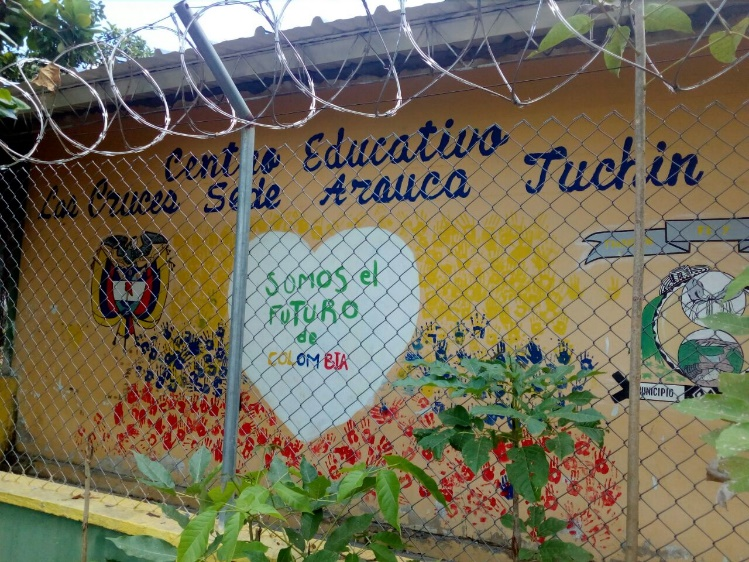 Centro Educativo
Las Cruces Sede Arauca Tuchin
SOMOS el
FUTURO
de
COLOMBIA
MUNICIPIO